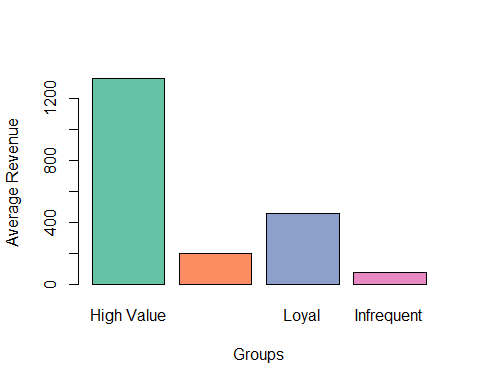 1200
800
400
0
Average Revenue
High Value
Loyal
Infrequent
Groups